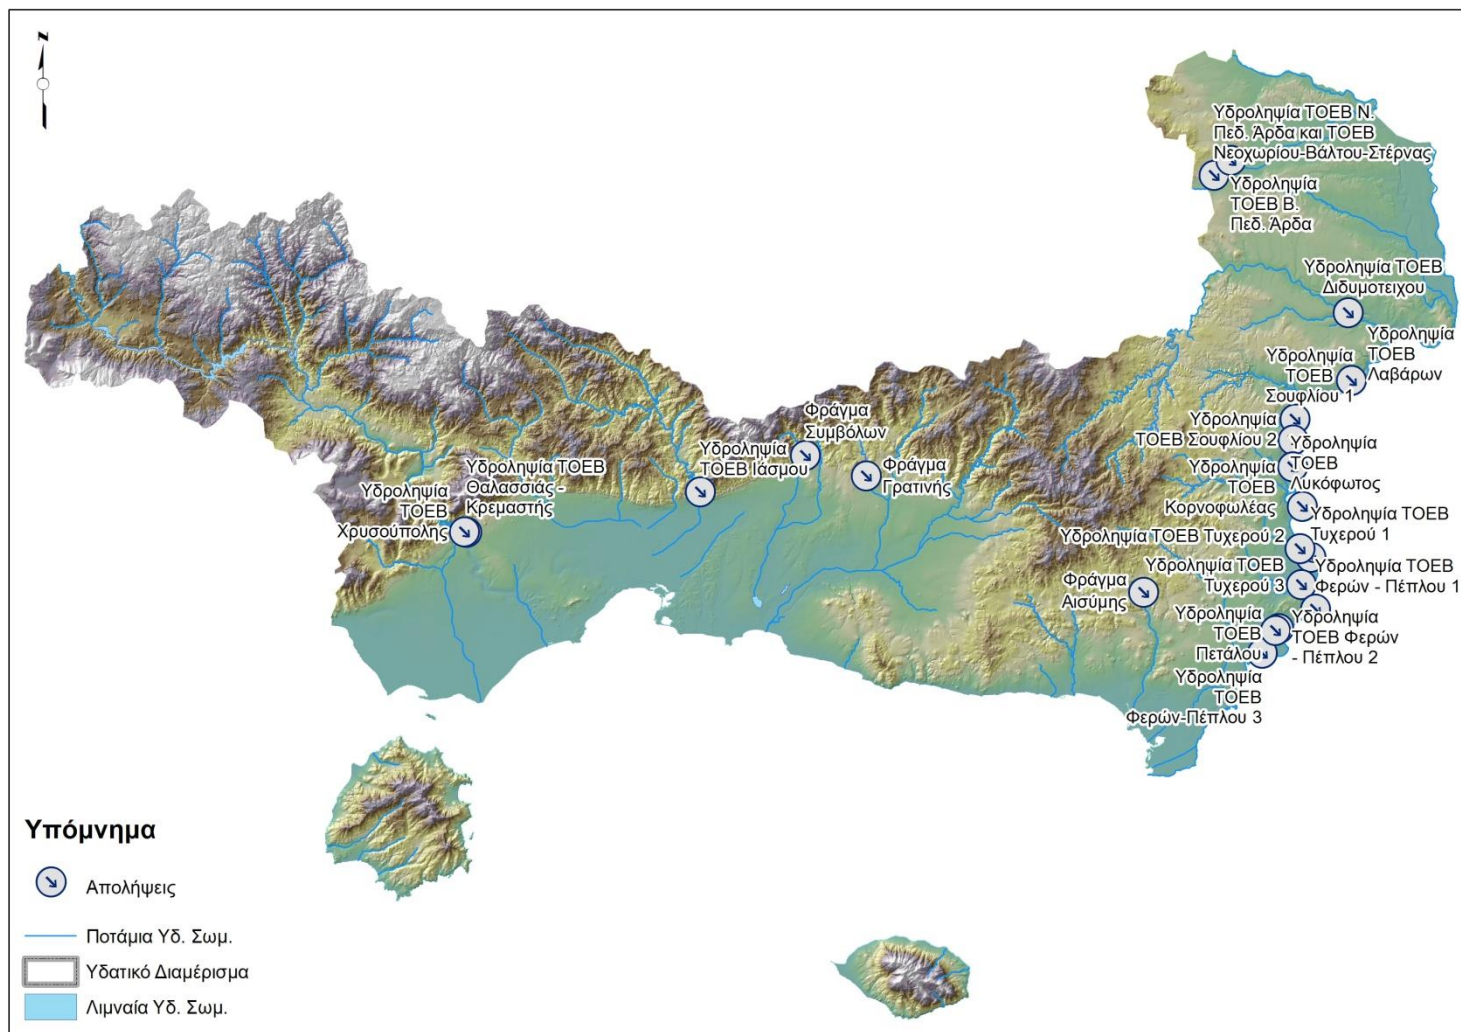 N
Υδροληψία ΤΟΕΒ Ν.
Πεδ. Άρδα και ΤΟΕΒ
Νεοχωρίου-Βάλτου-Στέρνας
Υδροληψία
ΤΟΕΒ Β.
Πεδ. Άρδα
Υδροληψία ΤΟΕΒ
Διδυμοτειχου
Υδροληψία
ΤΟΕΒ
Λαβάρων
Υδροληψία
ΤΟΕΒ
Σουφλίου 1
Υδροληψία
ΤΟΕΒ Σουφλίου 2
Υδροληψία
ΤΟΕΒ
Λυκόφωτος
Υδροληψία
ΤΟΕΒ
Κορνοφωλέας
Υδροληψία ΤΟΕΒ
Τυχερού 1
Υδροληψία ΤΟΕΒ Τυχερού 2
Υδροληψία ΤΟΕΒ
Τυχερού 3
Υδροληψία ΤΟΕΒ
Φερών - Πέπλου 1
Υδροληψία
ΤΟΕΒ
Πετάλου
Υδροληψία
ΤΟΕΒ Φερών
- Πέπλου 2
Υδροληψία
ΤΟΕΒ
Φερών-Πέπλου 3
Φράγμα
Αισύμης
Φράγμα
Συμβόλων
Φράγμα
Γρατινής
Υδροληψία
ΤΟΕΒ Ιάσμου
Υδροληψία ΤΟΕΒ
Θαλασσιάς -
Κρεμαστής
Υδροληψία
ΤΟΕΒ
Χρυσούπολης
Υπόμνημα
Απολήψεις
Ποτάμια Υδ. Σωμ.
Υδατικό Διαμέρισμα
Λιμναία Υδ. Σωμ.